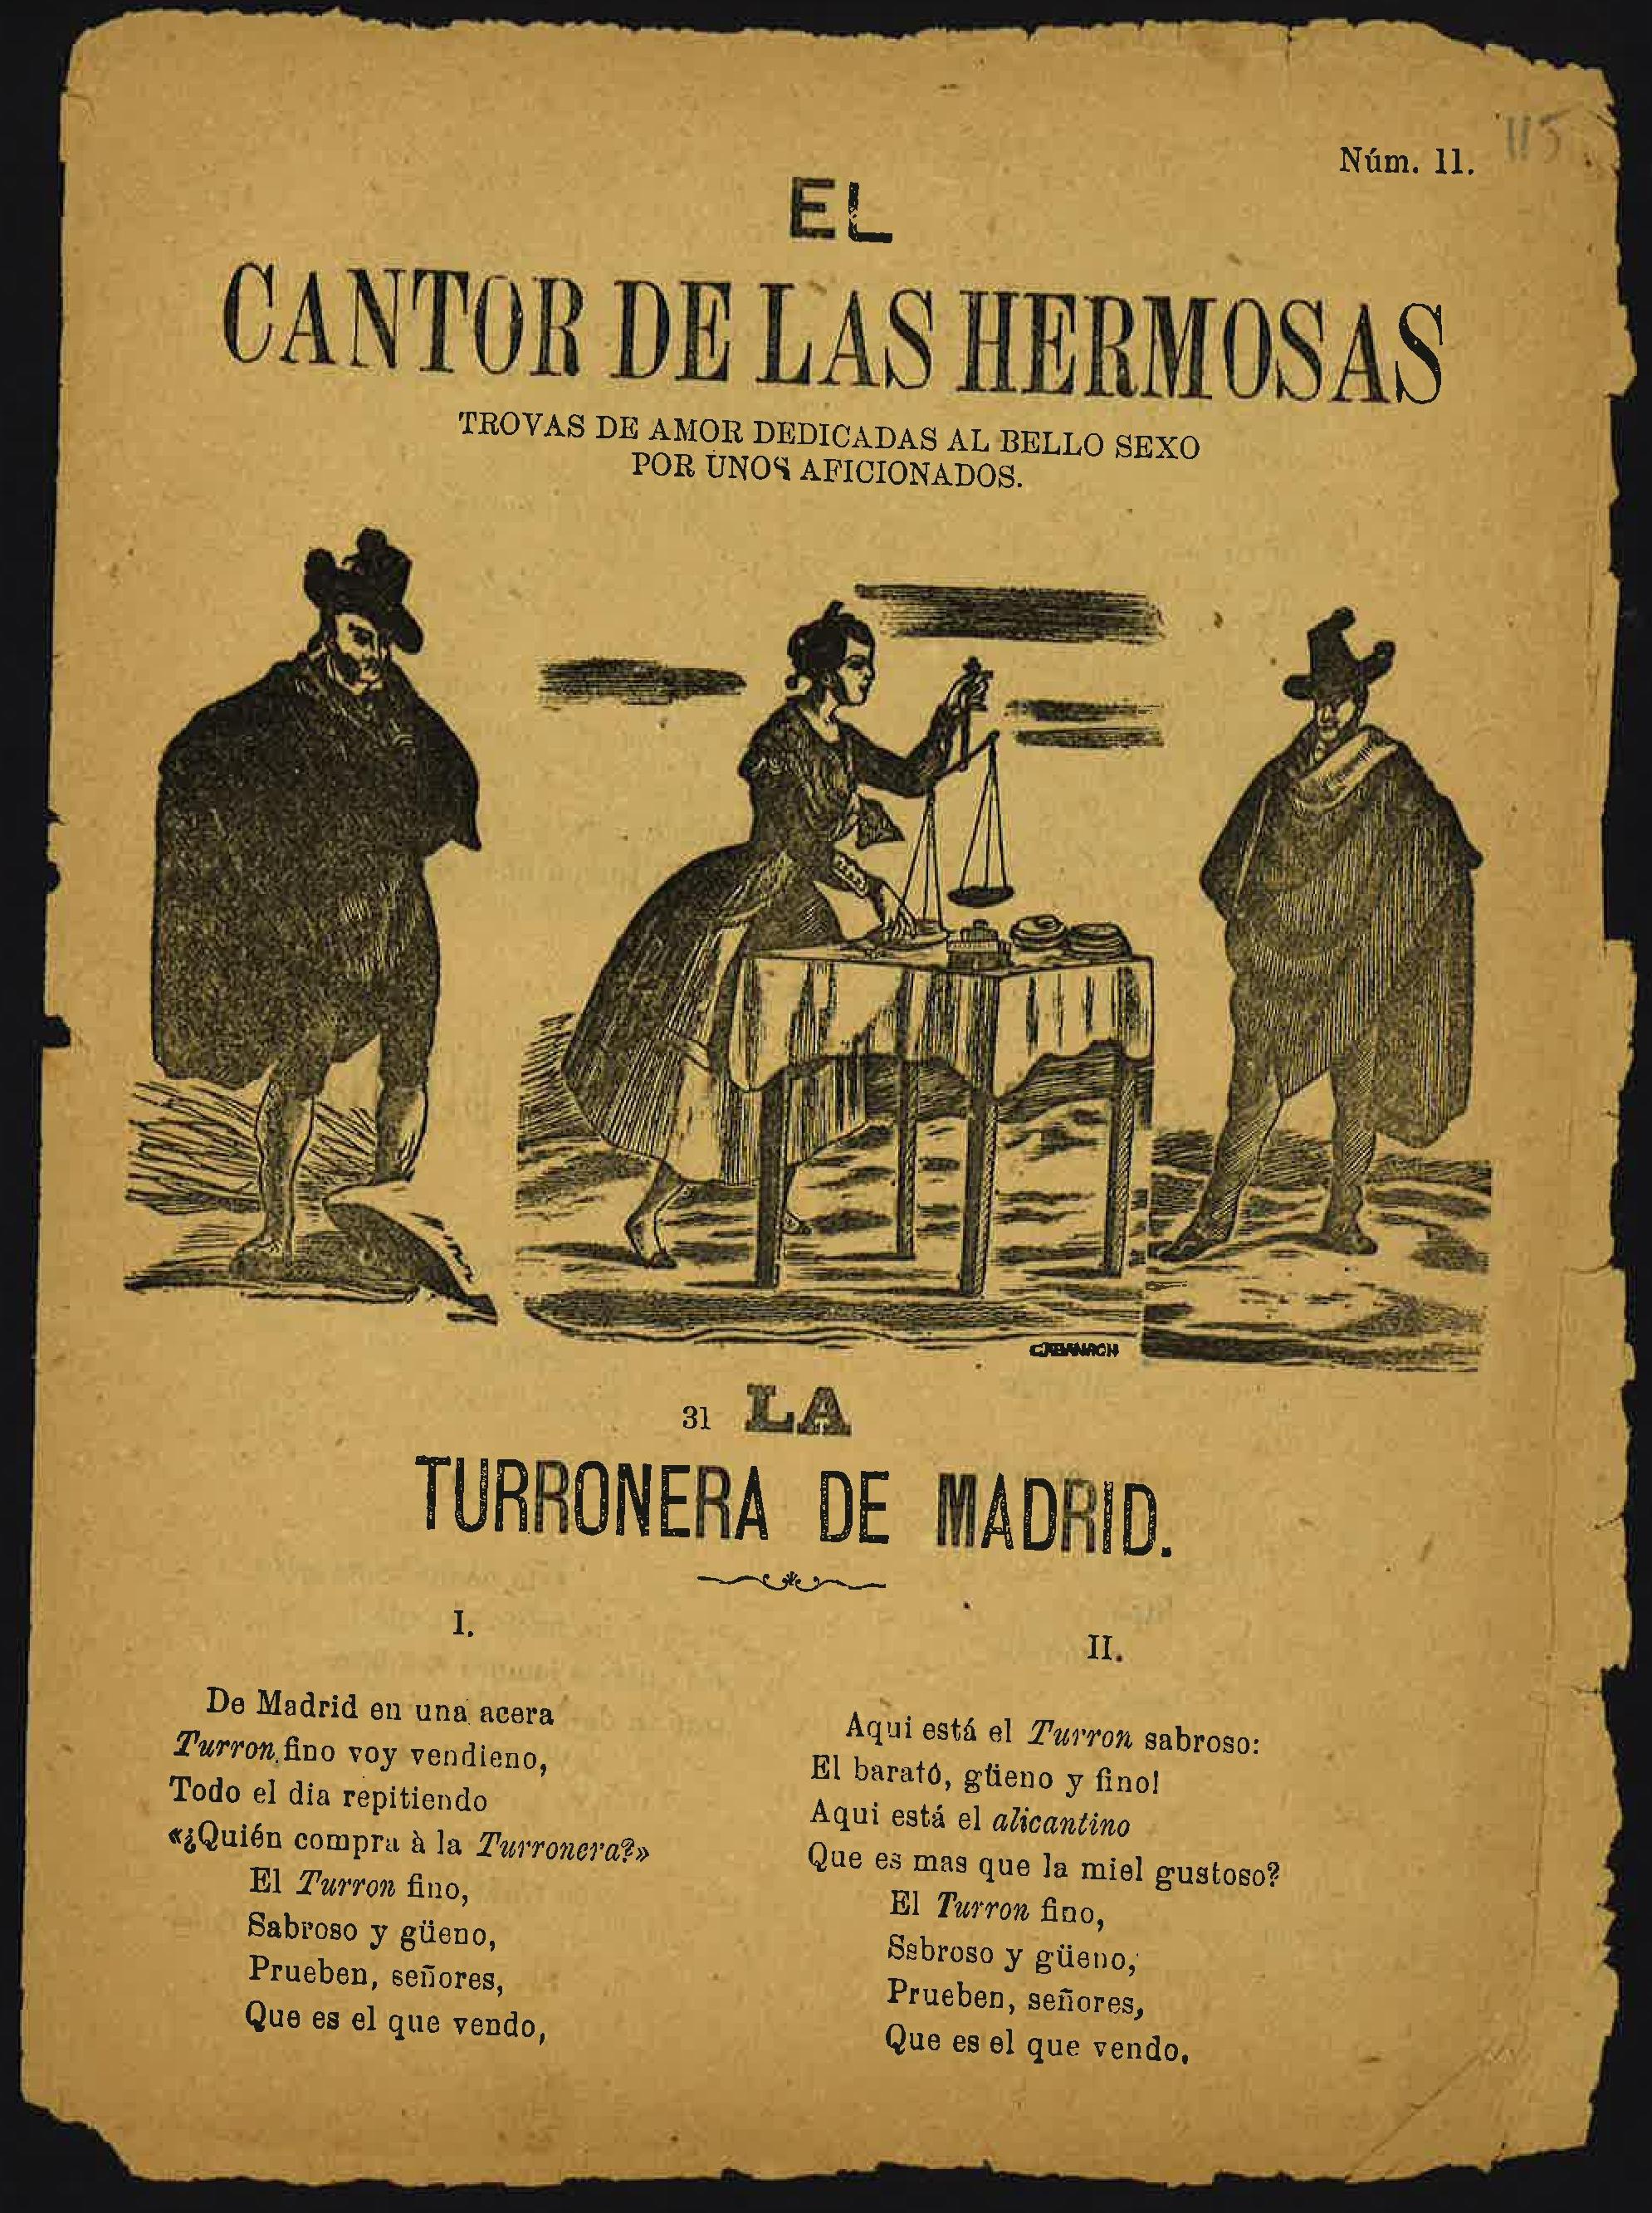 Núm. 11.
115
EL
CANTOR DE LAS HERMOSAS
TROVAS DE AMOR DEDICADAS AL BELLO SEXO
POR UNOS AFICIONADOS.
CABANACH
31 LA
TURRONERA DE MADRID.
I.
De Madrid en una acera
Turron fino voy vendieno,
Todo el dia repitiendo
«¿Quién compra à la Turronera?»
El Turron fino,
Sabroso y güeno,
Prueben, señores,
Que es el que vendo,
II.
Aqui está el Turron sabroso:
El barató, güeno y fino!
Aqui está el alicantino
Que es mas que la miel gustoso?
El Turron fino,
Sabroso y güeno,
Prueben, señores,
Que es el que vendo.